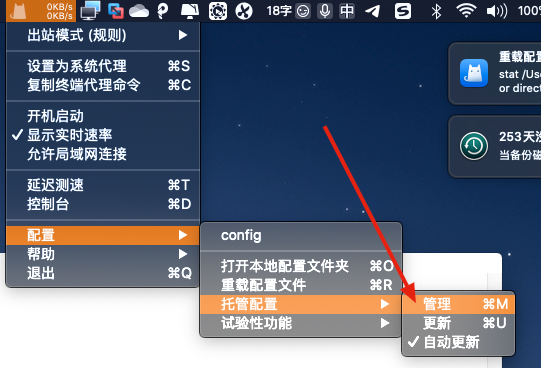 0KB/s
0KB/s
18字
中
100%
出站模式 (规则)
设置为系统代理 ⌘S
复制终端代理命令 ⌘C
开机启动
✓ 显示实时速率
允许局域网连接
延迟测速 ⌘T
控制台 ⌘D
配置
帮助
退出 ⌘Q
config
打开本地配置文件夹 ⌘O
重载配置文件 ⌘R
托管配置
试验性功能
管理 ⌘M
更新 ⌘U
✓ 自动更新
重载配置
stat /Use
or direct
253天没
当备份磁